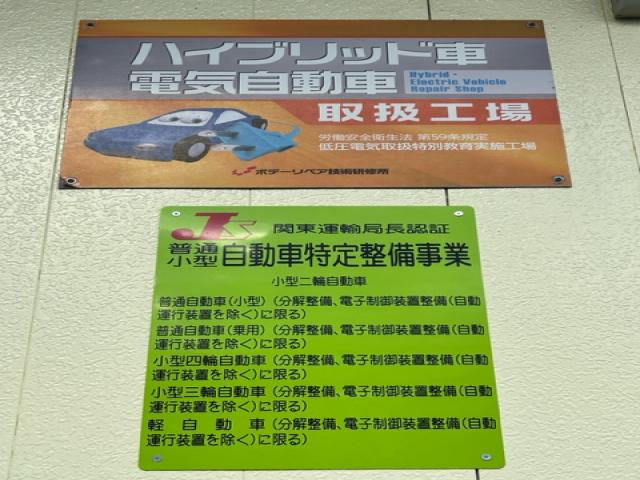 ハイブリッド車
電気自動車
Hybrid・
Electric Vehicle
Repair Shop
取扱工場
労働安全衛生法 第59条規定
低圧電気取扱特別教育実施工場
ボデーリペア技術研修所
関東運輸局長認証
普通
小型
自動車特定整備事業
小型二輪自動車
普通自動車(小型)(分解整備、電子制御装置整備(自動
運行装置を除く)に限る)
普通自動車(乗用)(分解整備、電子制御装置整備(自動
運行装置を除く)に限る)
小型四輪自動車(分解整備、電子制御装置整備(自動
運行装置を除く)に限る)
小型三輪自動車(分解整備、電子制御装置整備(自動
運行装置を除く)に限る)
軽自動車(分解整備、電子制御装置整備(自動
運行装置を除く)に限る)